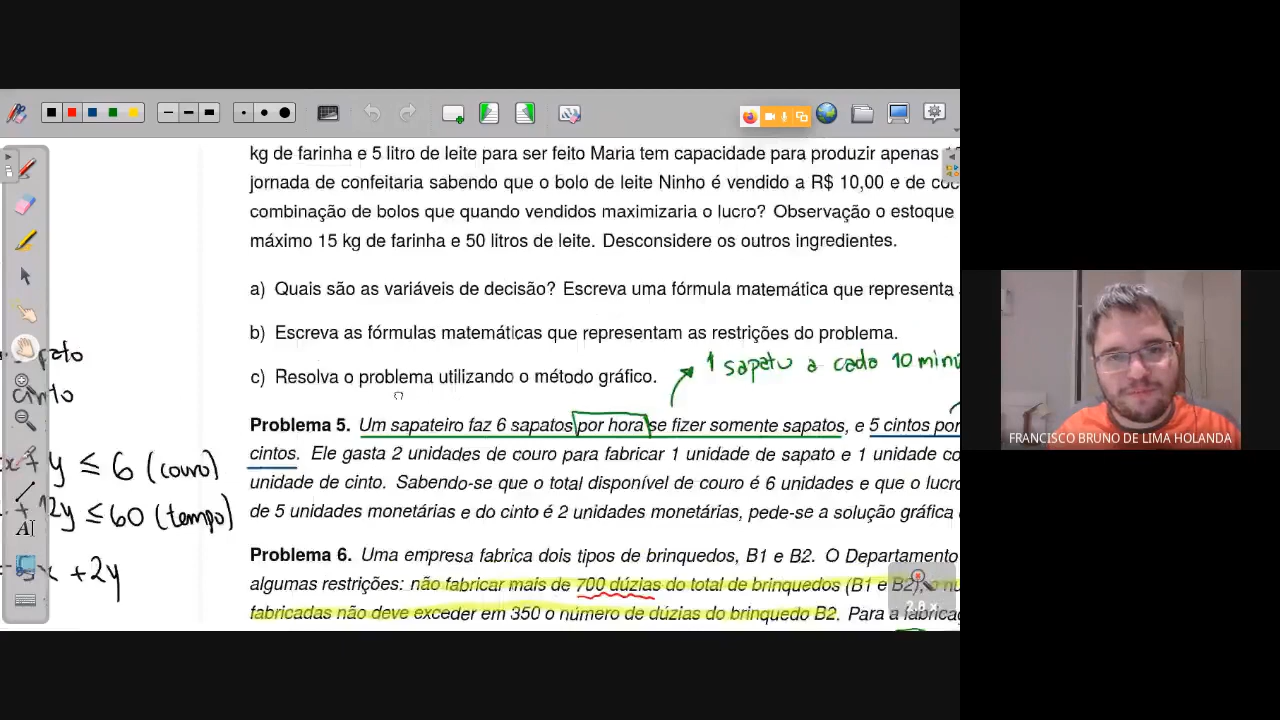 kg de farinha e 5 litro de leite para ser feito Maria tem capacidade para produzir apenas
jornada de confeitaria sabendo que o bolo de leite Ninho é vendido a R$ 10,00 e de coc
combinação de bolos que quando vendidos maximizaria o lucro? Observação o estoque
máximo 15 kg de farinha e 50 litros de leite. Desconsidere os outros ingredientes.
a) Quais são as variáveis de decisão? Escreva uma fórmula matemática que representa
b) Escreva as fórmulas matemáticas que representam as restrições do problema.
1 sapato a cada 10 minu
c) Resolva o problema utilizando o método gráfico.
pato
cinto
Problema 5. Um sapateiro faz 6 sapatos por hora se fizer somente sapatos, e 5 cintos por
cintos. Ele gasta 2 unidades de couro para fabricar 1 unidade de sapato e 1 unidade co
unidade de cinto. Sabendo-se que o total disponível de couro é 6 unidades e que o lucro
de 5 unidades monetárias e do cinto é 2 unidades monetárias, pede-se a solução gráfica
x + y ≤ 6 (couro)
+ 12y ≤ 60 (tempo)
x + 2y
Problema 6. Uma empresa fabrica dois tipos de brinquedos, B1 e B2. O Departamento
algumas restrições: não fabricar mais de 700 dúzias do total de brinquedos (B1 e B2), o nú
fabricadas não deve exceder em 350 o número de dúzias do brinquedo B2. Para a fabricaç
2.8 x
FRANCISCO BRUNO DE LIMA HOLANDA